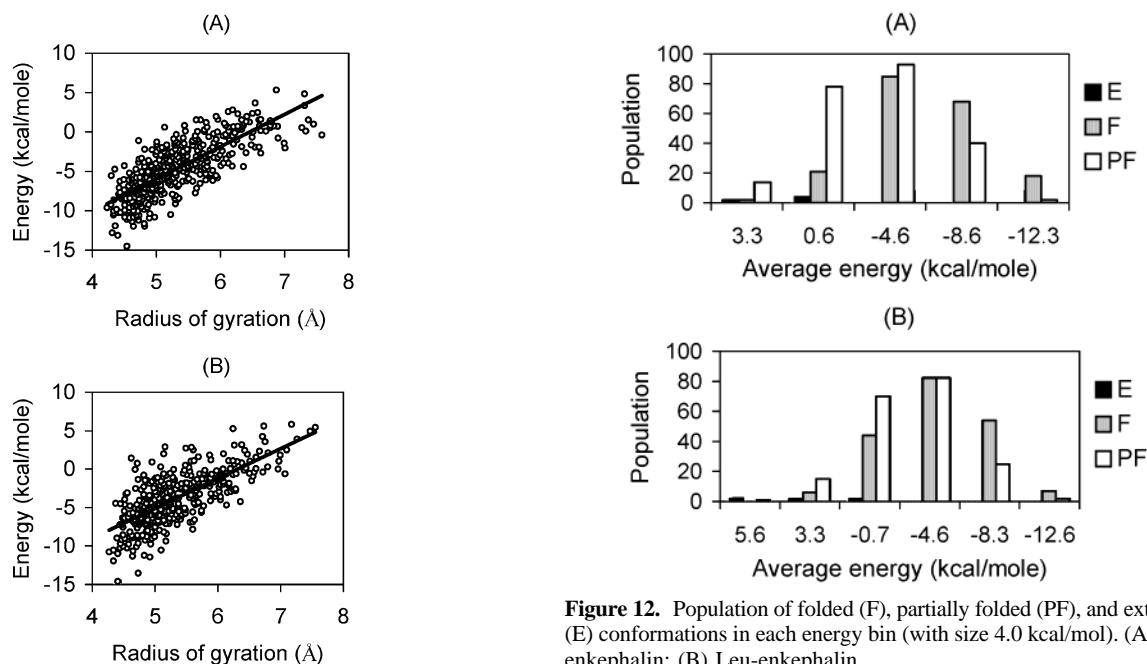 (A)
10
5
0
-5
-10
-15
4 5 6 7 8
Energy (kcal/mole)
Radius of gyration (Å)
(B)
10
5
0
-5
-10
-15
4 5 6 7 8
Energy (kcal/mole)
Radius of gyration (Å)
(A)
100
80
60
40
20
0
3.3 0.6 -4.6 -8.6 -12.3
Population
Average energy (kcal/mole)
E
F
PF
(B)
100
80
60
40
20
0
5.6 3.3 -0.7 -4.6 -8.3 -12.6
Population
Average energy (kcal/mole)
E
F
PF
Figure 12. Population of folded (F), partially folded (PF), and ext
(E) conformations in each energy bin (with size 4.0 kcal/mol). (A
enkephalin; (B) Leu-enkephalin